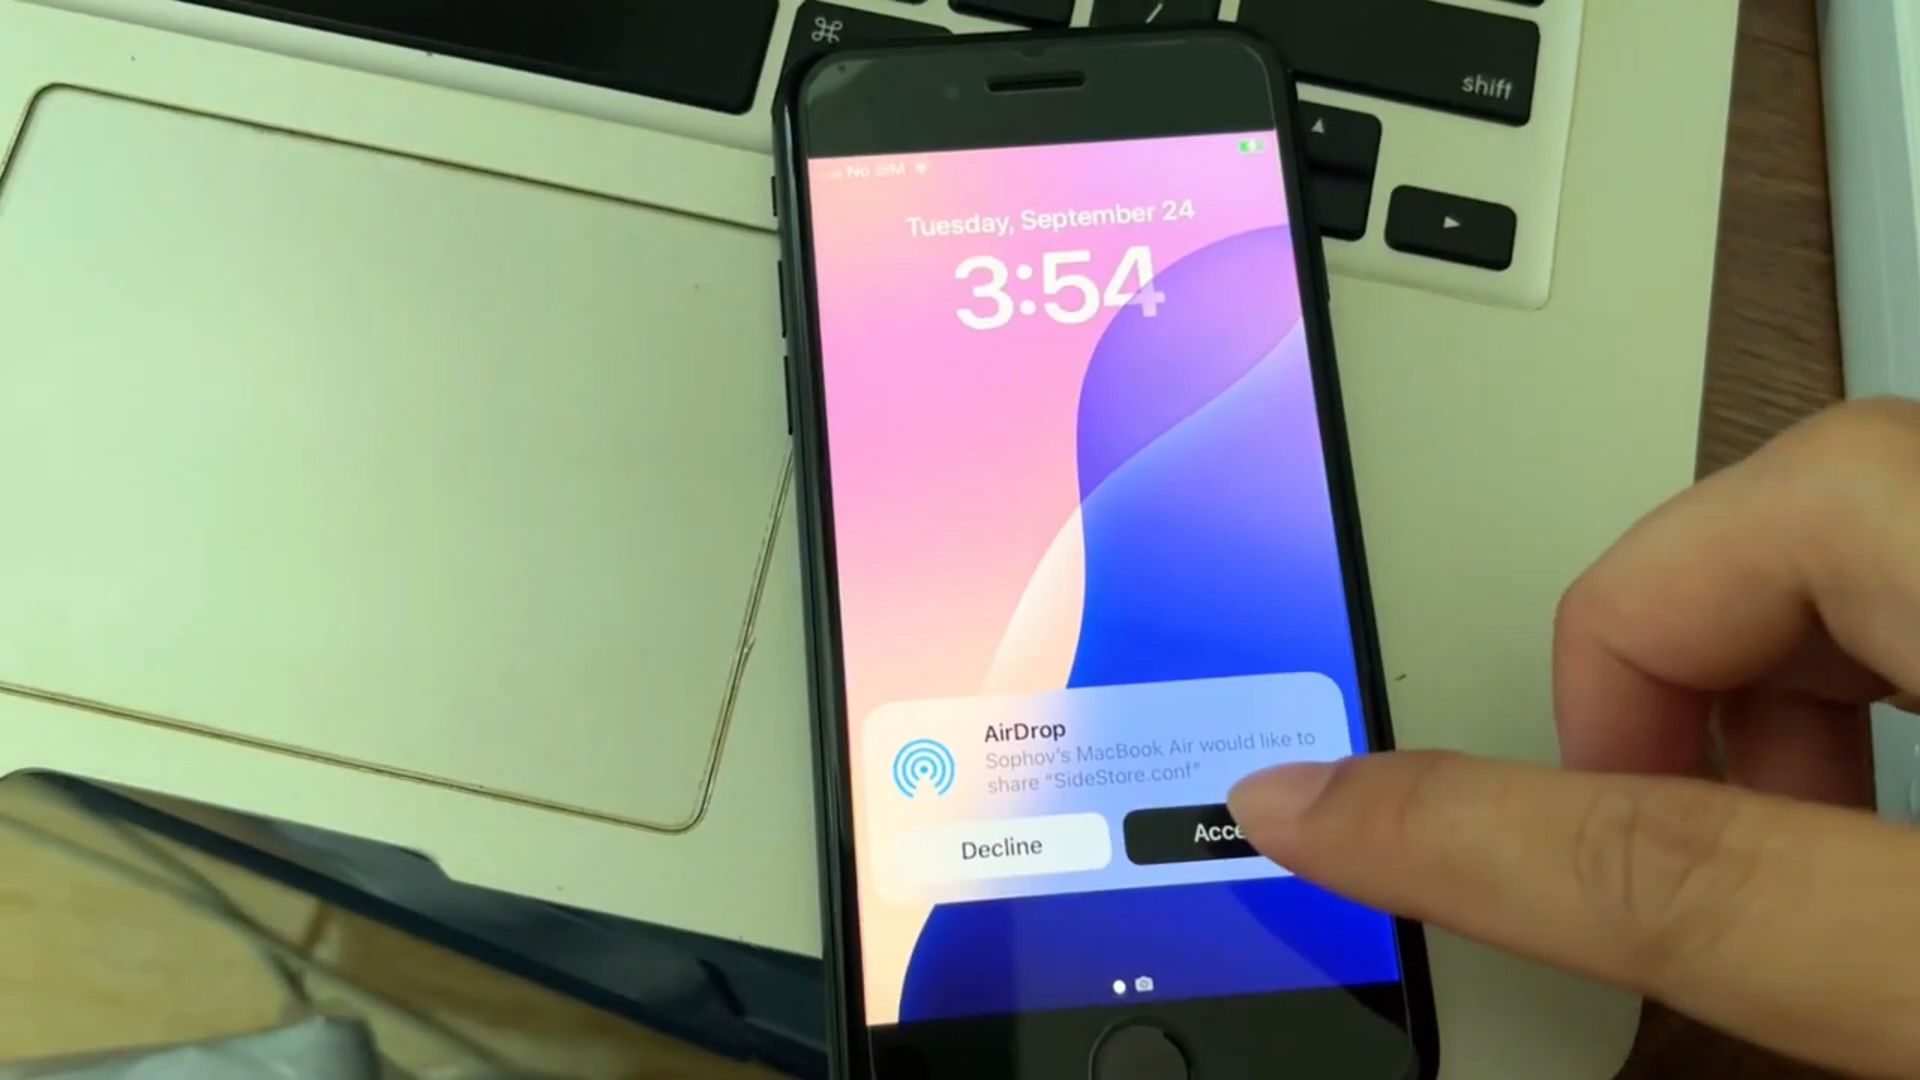 ⌘
/
shift
No SIM
Tuesday, September 24
3:54
AirDrop
Sophov's MacBook Air would like to
share "SideStore.conf"
Decline
Acce